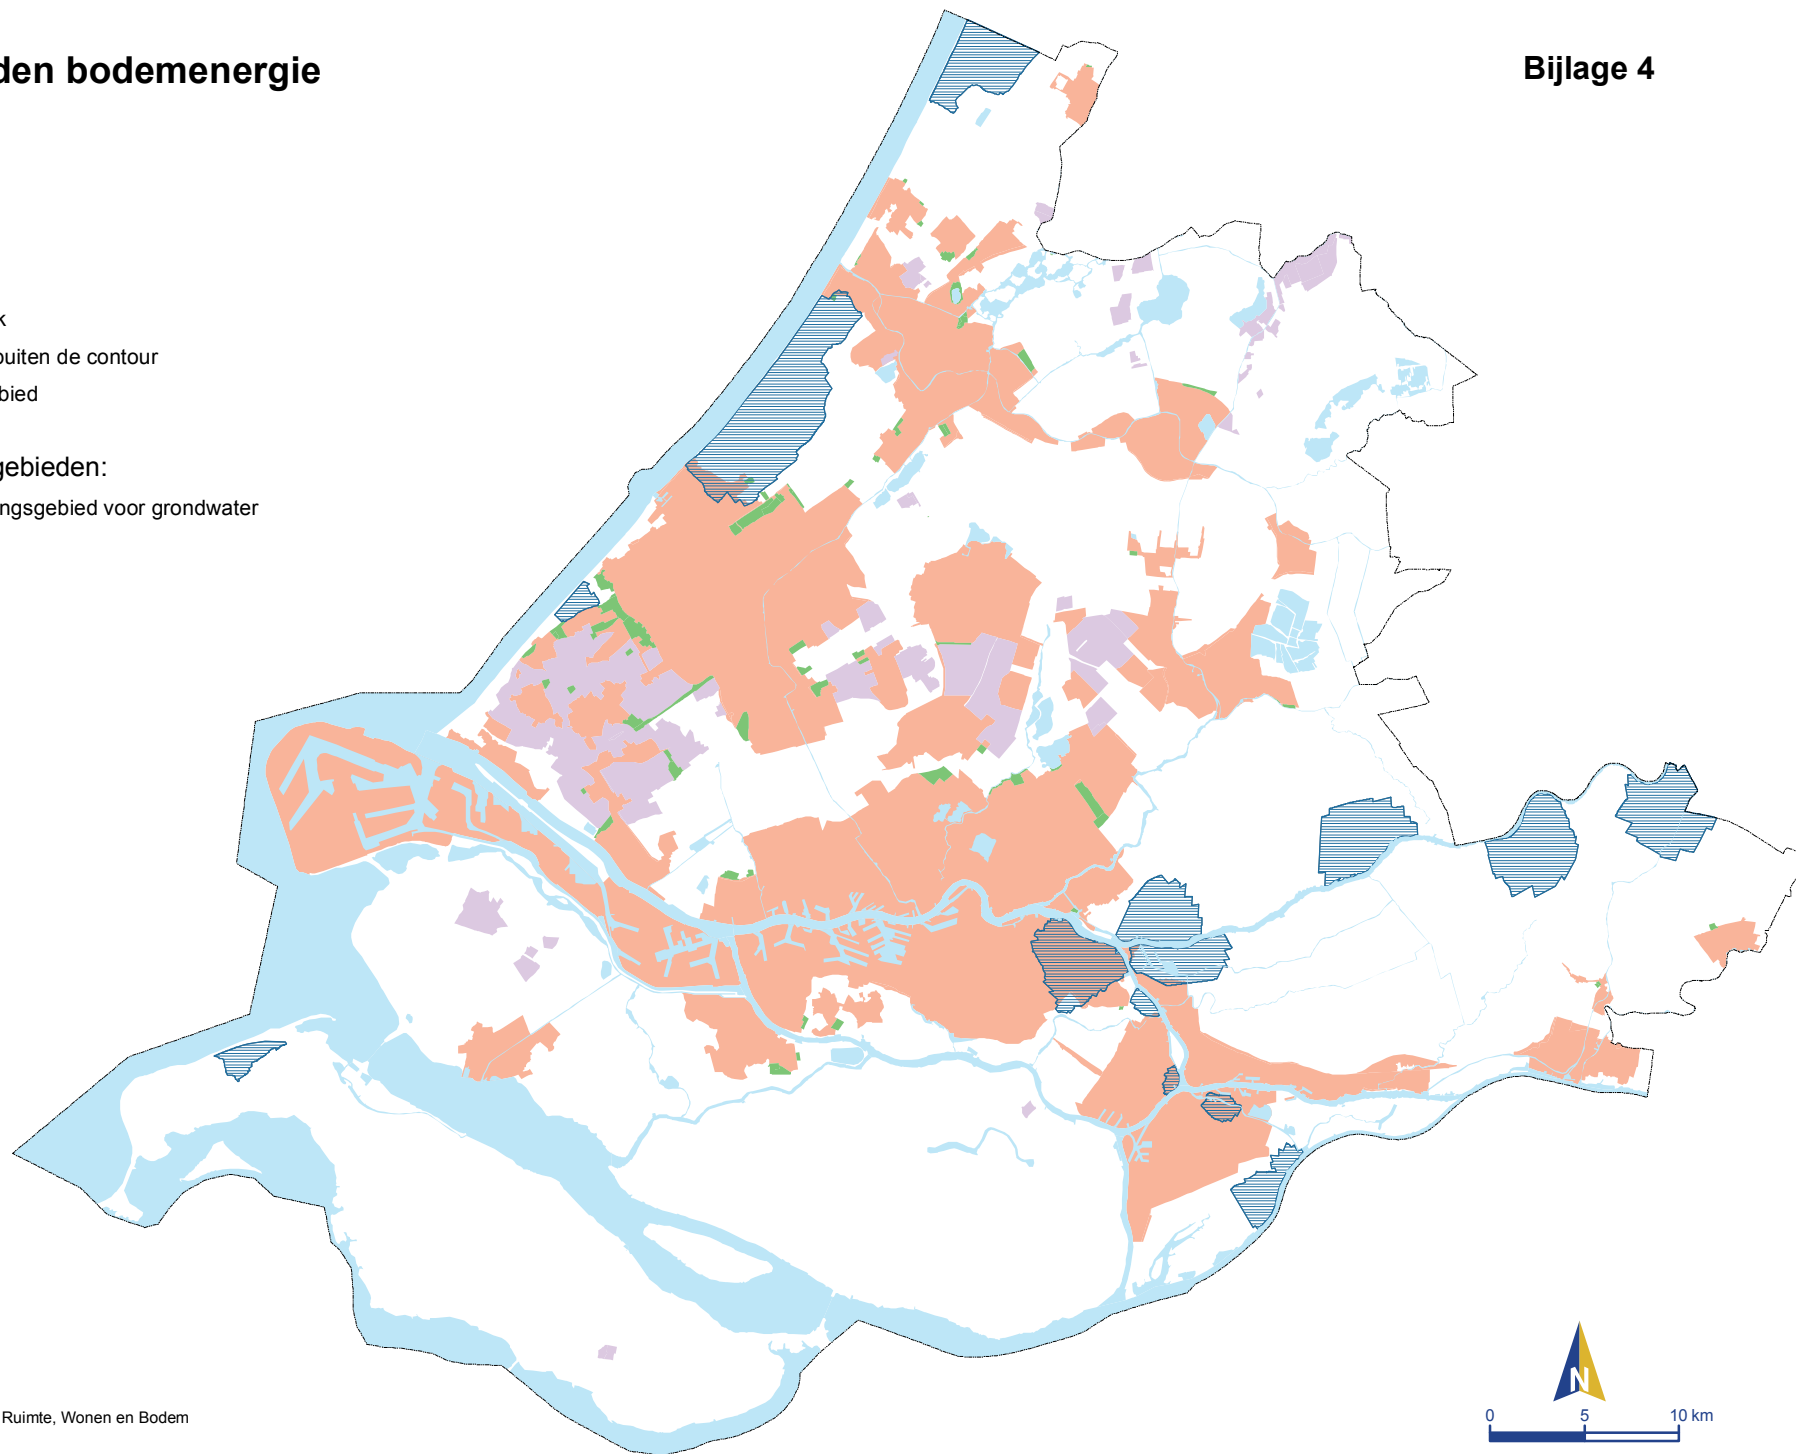 den bodemenergie
Bijlage 4
k
buiten de contour
bied
gebieden:
ngsgebied voor grondwater
Ruimte, Wonen en Bodem
N
0 5 10 km